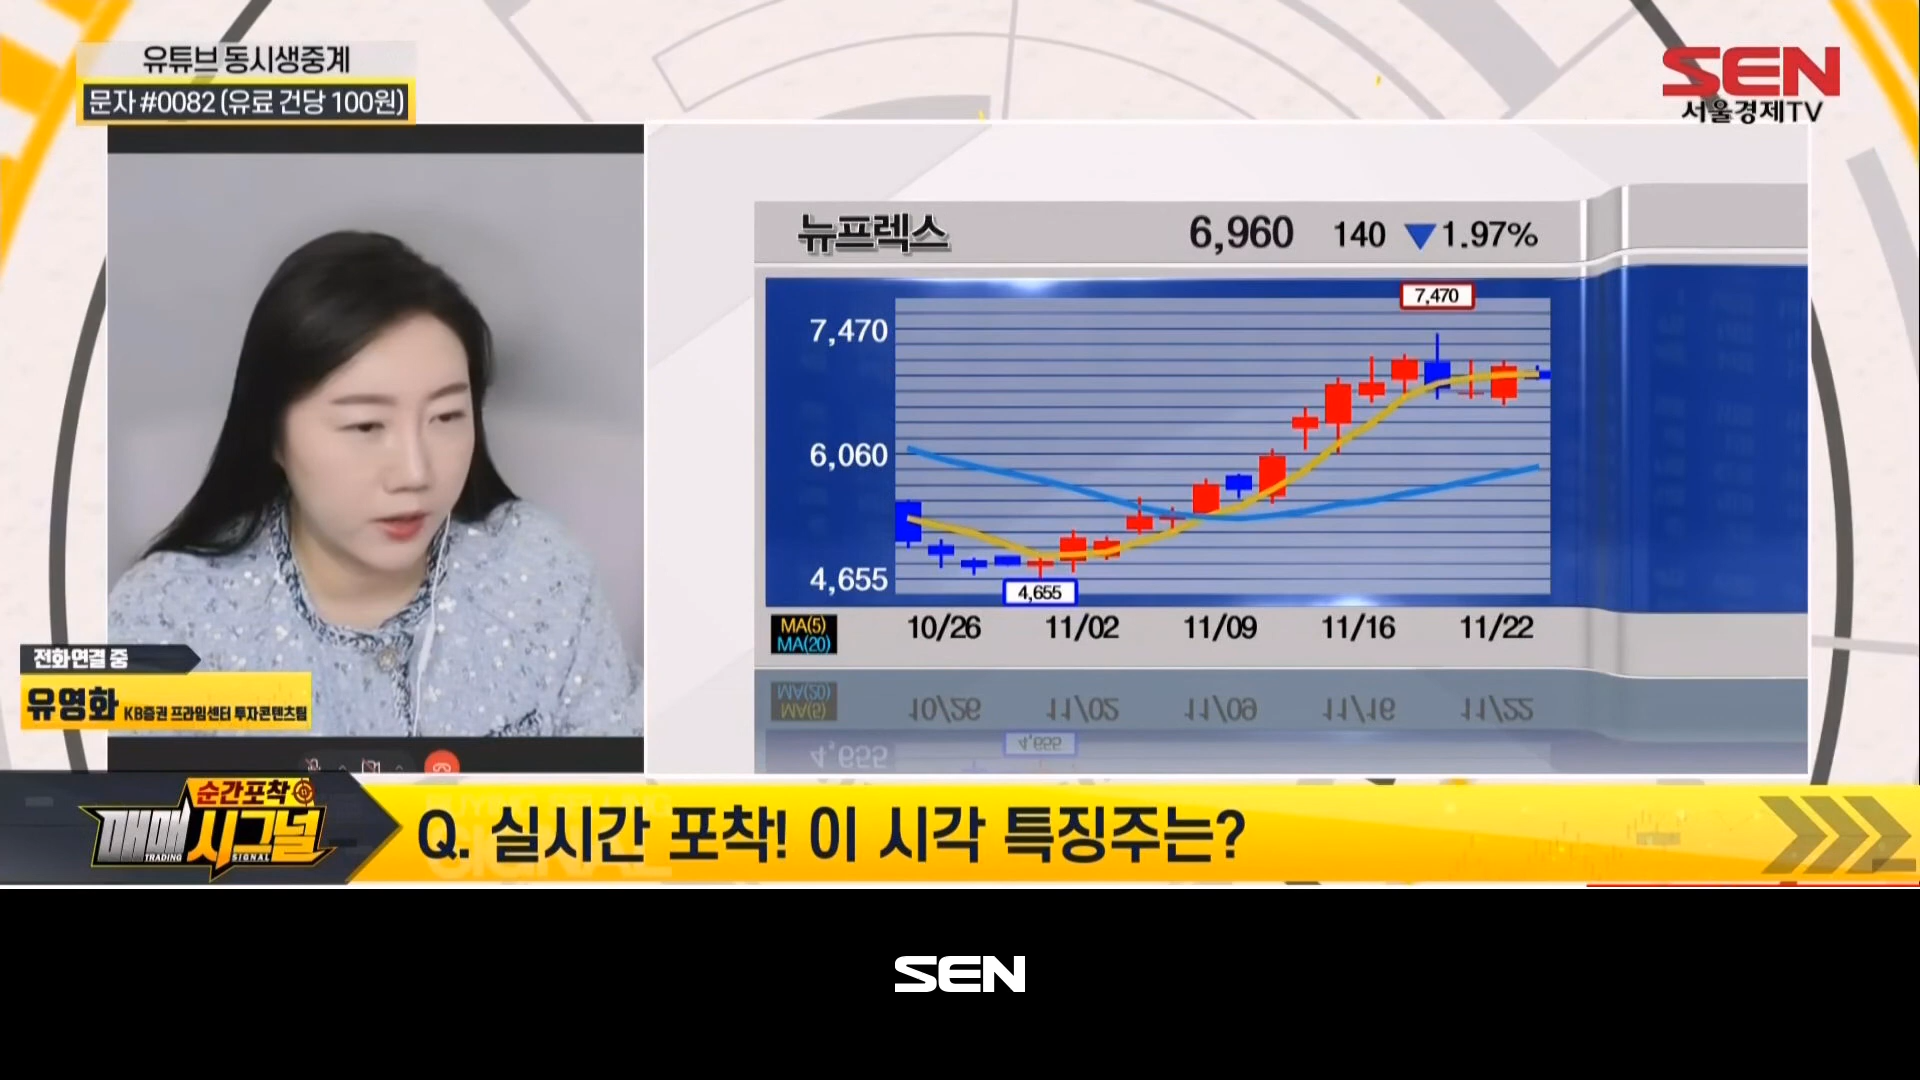 유튜브 동시생중계
문자 #0082 (유료 건당 100원)
SEN
서울경제TV
뉴프렉스 6,960 140 ▼1.97%
7,470
7,470
6,060
4,655
4,655
MA(5)
MA(20)
10/26 11/02 11/09 11/16 11/22
전화연결 중
유영화 KB증권 프라임센터 투자콘텐츠팀
순간포착
매매시그널
TRADING SIGNAL
Q. 실시간 포착! 이 시각 특징주는?
SEN